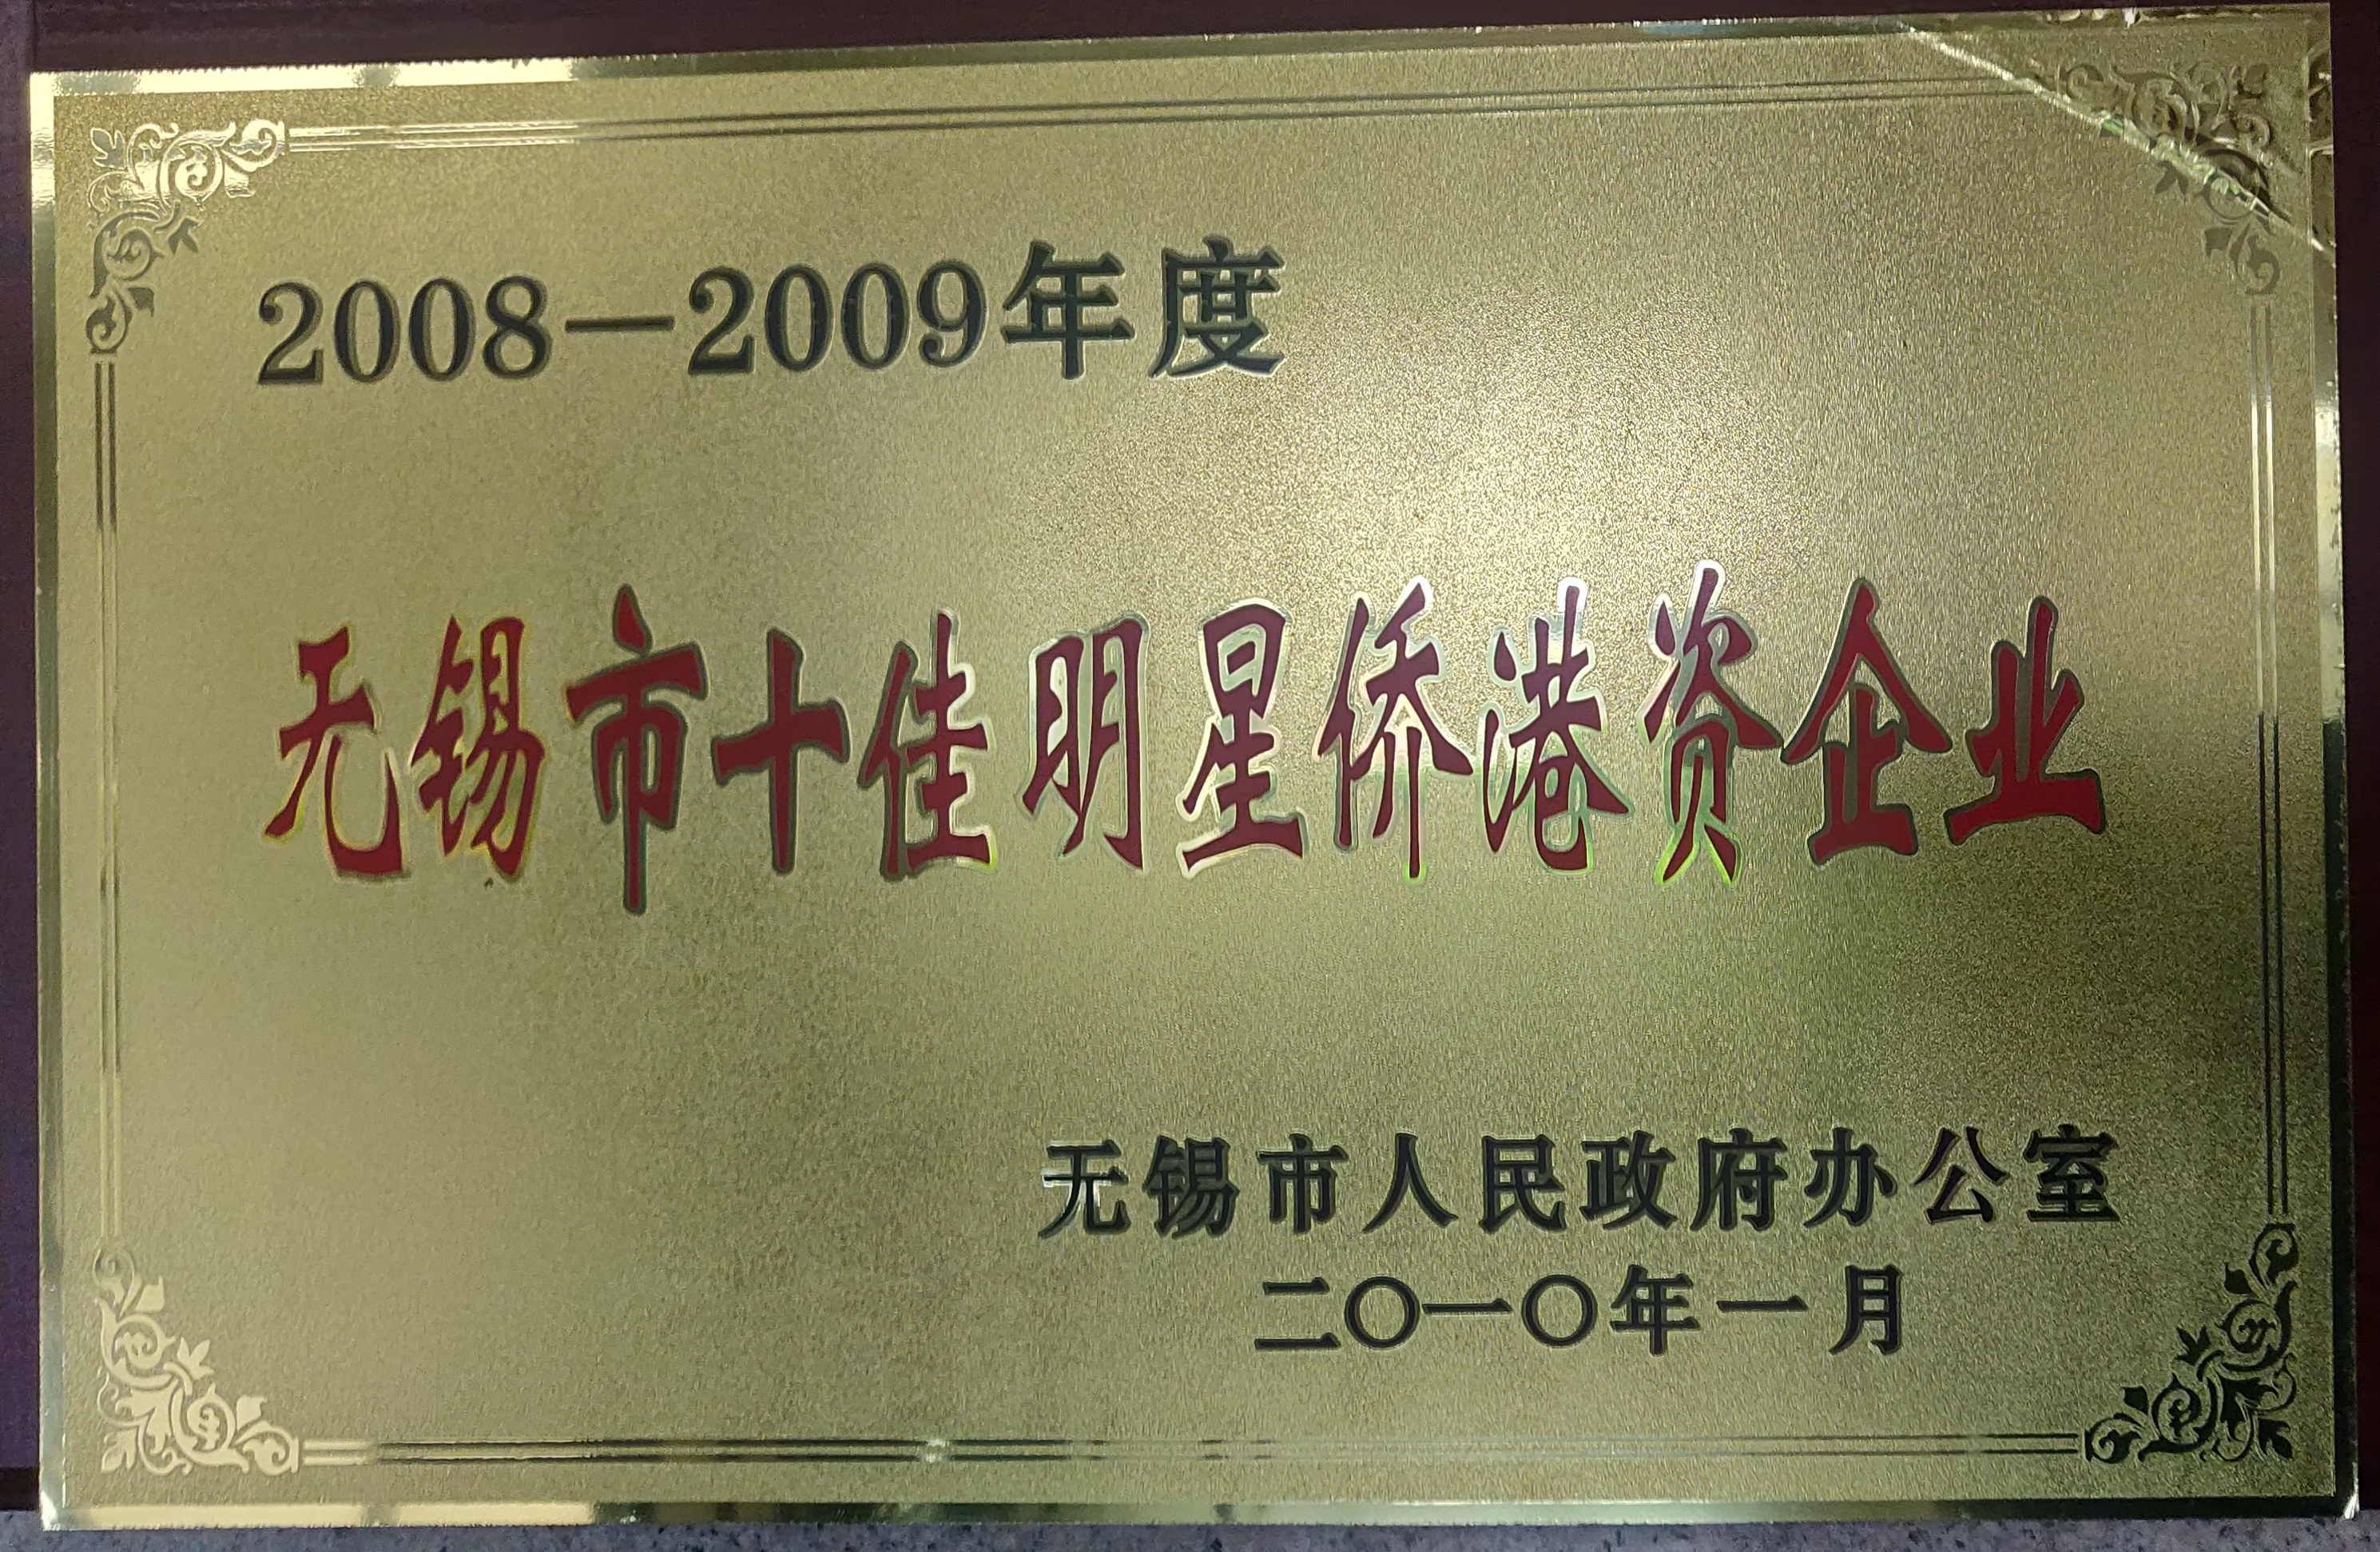 2008—2009年度
无锡市十佳明星侨港资企业
无锡市人民政府办公室
二〇一〇年一月